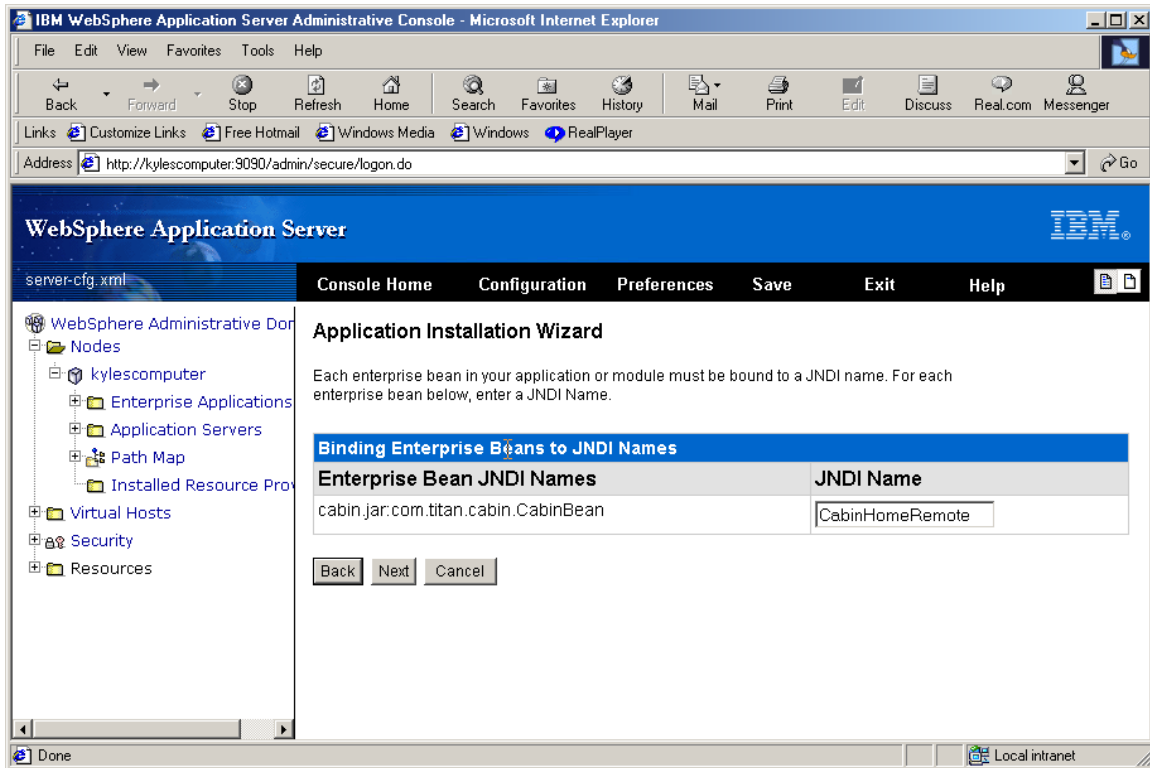 IBM WebSphere Application Server Administrative Console - Microsoft Internet Explorer
File Edit View Favorites Tools Help
Back Forward Stop Refresh Home Search Favorites History Mail Print Edit Discuss Real.com Messenger
Links Customize Links Free Hotmail Windows Media Windows RealPlayer
Address http://kylescomputer:9090/admin/secure/logon.do Go
WebSphere Application Server IBM®
server-cfg.xml Console Home Configuration Preferences Save Exit Help
WebSphere Administrative Dor
Nodes
kylescomputer
Enterprise Applications
Application Servers
Path Map
Installed Resource Prov
Virtual Hosts
Security
Resources
Application Installation Wizard
Each enterprise bean in your application or module must be bound to a JNDI name. For each
enterprise bean below, enter a JNDI Name.
Binding Enterprise Beans to JNDI Names
Enterprise Bean JNDI Names JNDI Name
cabin.jar:com.titan.cabin.CabinBean CabinHomeRemote
Back Next Cancel
Done Local intranet